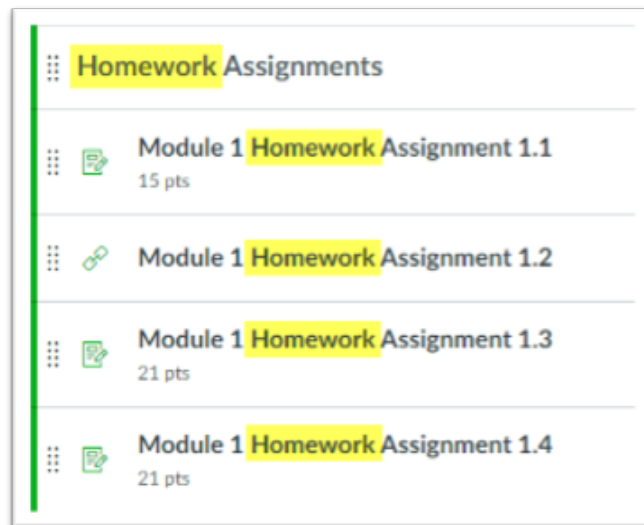 Homework Assignments
Module 1 Homework Assignment 1.1
15 pts
Module 1 Homework Assignment 1.2
Module 1 Homework Assignment 1.3
21 pts
Module 1 Homework Assignment 1.4
21 pts